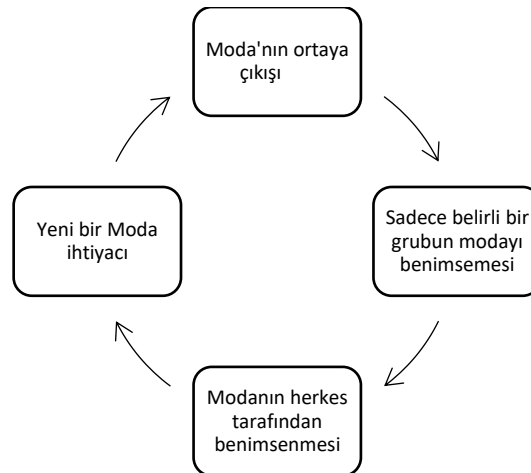 Moda'nın ortaya
çıkışı
Sadece belirli bir
grubun modayı
benimsemesi
Modanın herkes
tarafından
benimsenmesi
Yeni bir Moda
ihtiyacı